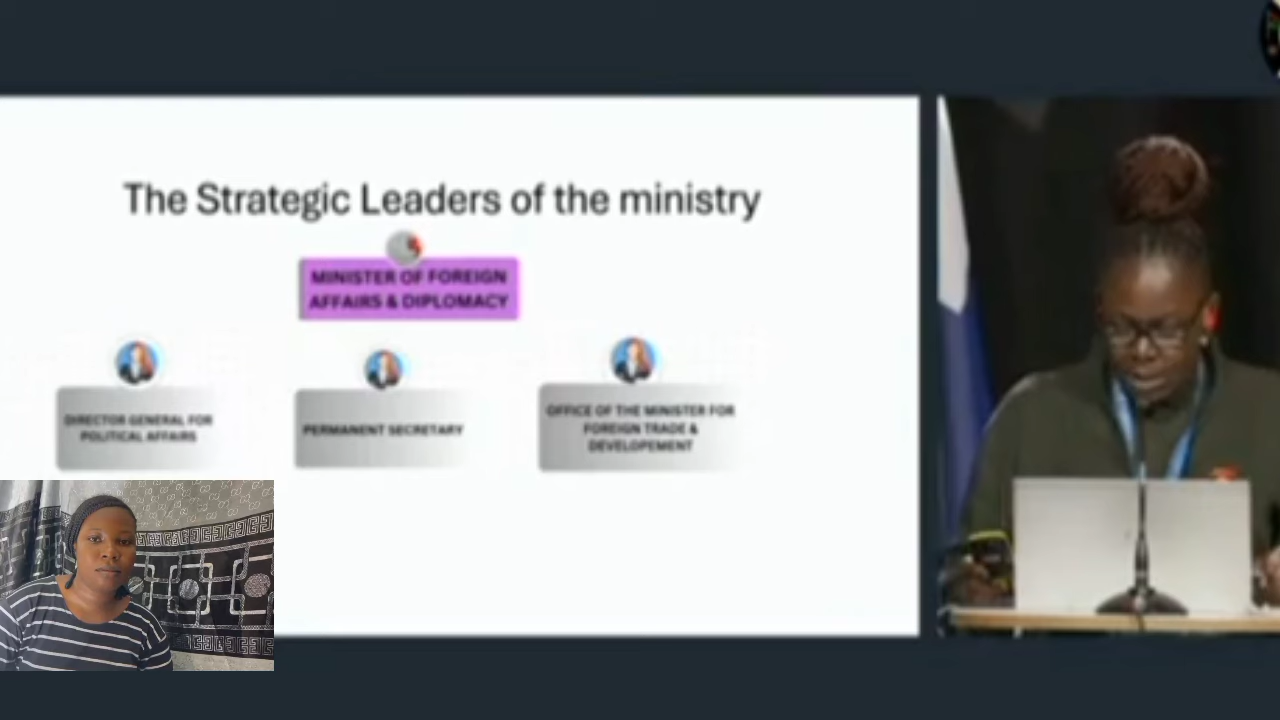 The Strategic Leaders of the ministry
MINISTER OF FOREIGN
AFFAIRS & DIPLOMACY
DIRECTOR GENERAL FOR
POLITICAL AFFAIRS
PERMANENT SECRETARY
OFFICE OF THE MINISTER FOR
FOREIGN TRADE &
DEVELOPEMENT